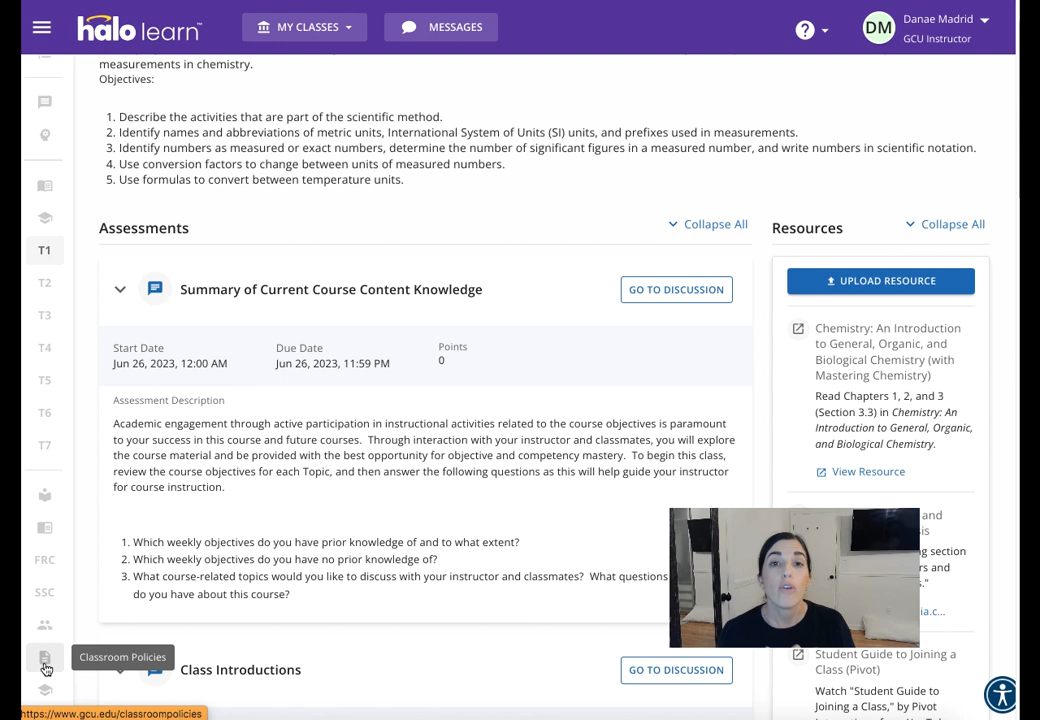 halo learn™
MY CLASSES
MESSAGES
?
DM
Danae Madrid
GCU Instructor
measurements in chemistry.
Objectives:
1. Describe the activities that are part of the scientific method.
2. Identify names and abbreviations of metric units, International System of Units (SI) units, and prefixes used in measurements.
3. Identify numbers as measured or exact numbers, determine the number of significant figures in a measured number, and write numbers in scientific notation.
4. Use conversion factors to change between units of measured numbers.
5. Use formulas to convert between temperature units.
T1
T2
T3
T4
T5
T6
T7
FRC
SSC
Classroom Policies
https://www.gcu.edu/classroompolicies
Assessments
Collapse All
Summary of Current Course Content Knowledge
GO TO DISCUSSION
Start Date
Jun 26, 2023, 12:00 AM
Due Date
Jun 26, 2023, 11:59 PM
Points
0
Assessment Description
Academic engagement through active participation in instructional activities related to the course objectives is paramount
to your success in this course and future courses. Through interaction with your instructor and classmates, you will explore
the course material and be provided with the best opportunity for objective and competency mastery. To begin this class,
review the course objectives for each Topic, and then answer the following questions as this will help guide your instructor
for course instruction.
1. Which weekly objectives do you have prior knowledge of and to what extent?
2. Which weekly objectives do you have no prior knowledge of?
3. What course-related topics would you like to discuss with your instructor and classmates? What questions
do you have about this course?
Class Introductions
GO TO DISCUSSION
Resources
Collapse All
UPLOAD RESOURCE
Chemistry: An Introduction
to General, Organic, and
Biological Chemistry (with
Mastering Chemistry)
Read Chapters 1, 2, and 3
(Section 3.3) in Chemistry: An
Introduction to General, Organic,
and Biological Chemistry.
View Resource
and
sis
ng section
rs and
s."
ia.c...
Student Guide to Joining a
Class (Pivot)
Watch "Student Guide to
Joining a Class," by Pivot